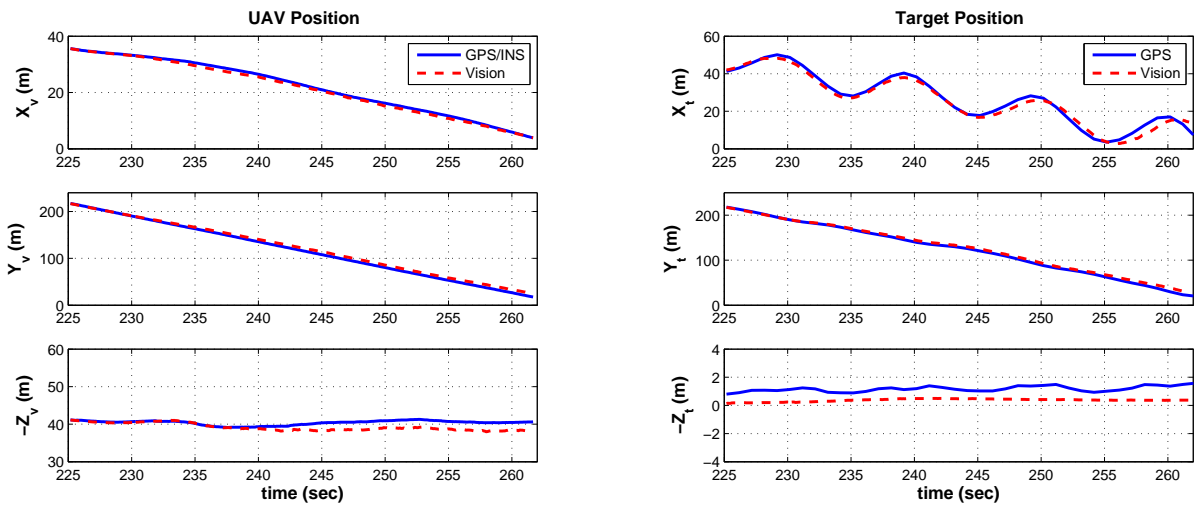 UAV Position
40
20
0
X_v (m)
GPS/INS
Vision
225 230 235 240 245 250 255 260
200
100
0
Y_v (m)
225 230 235 240 245 250 255 260
60
50
40
30
-Z_v (m)
225 230 235 240 245 250 255 260
time (sec)
Target Position
60
40
20
0
X_t (m)
GPS
Vision
225 230 235 240 245 250 255 260
200
100
0
Y_t (m)
225 230 235 240 245 250 255 260
4
2
0
−2
−4
-Z_t (m)
225 230 235 240 245 250 255 260
time (sec)